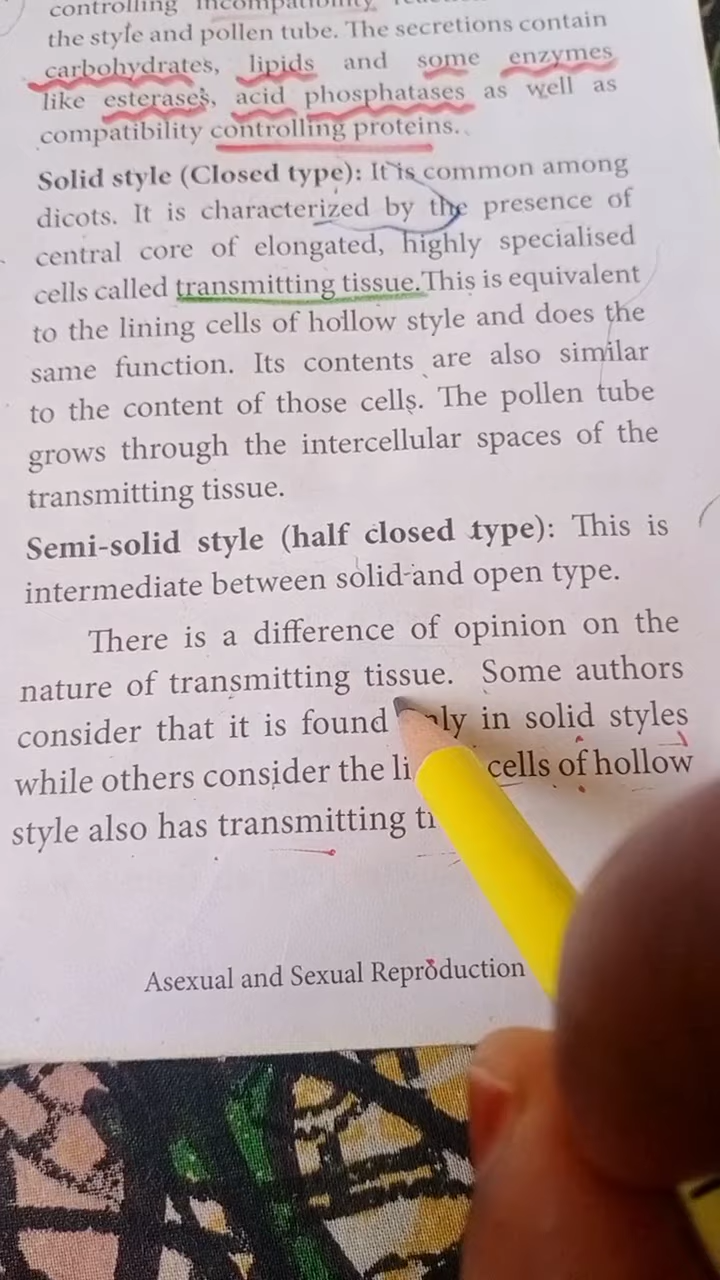 controlling incompatibility
the style and pollen tube. The secretions contain
carbohydrates, lipids and some enzymes
like esterases, acid phosphatases as well as
compatibility controlling proteins.
Solid style (Closed type): It is common among
dicots. It is characterized by the presence of
central core of elongated, highly specialised
cells called transmitting tissue.This is equivalent
to the lining cells of hollow style and does the
same function. Its contents are also similar
to the content of those cells. The pollen tube
grows through the intercellular spaces of the
transmitting tissue.
Semi-solid style (half closed type): This is
intermediate between solid and open type.
There is a difference of opinion on the
nature of transmitting tissue. Some authors
consider that it is found only in solid styles
while others consider the cells of hollow
style also has transmitting
Asexual and Sexual Reproduction